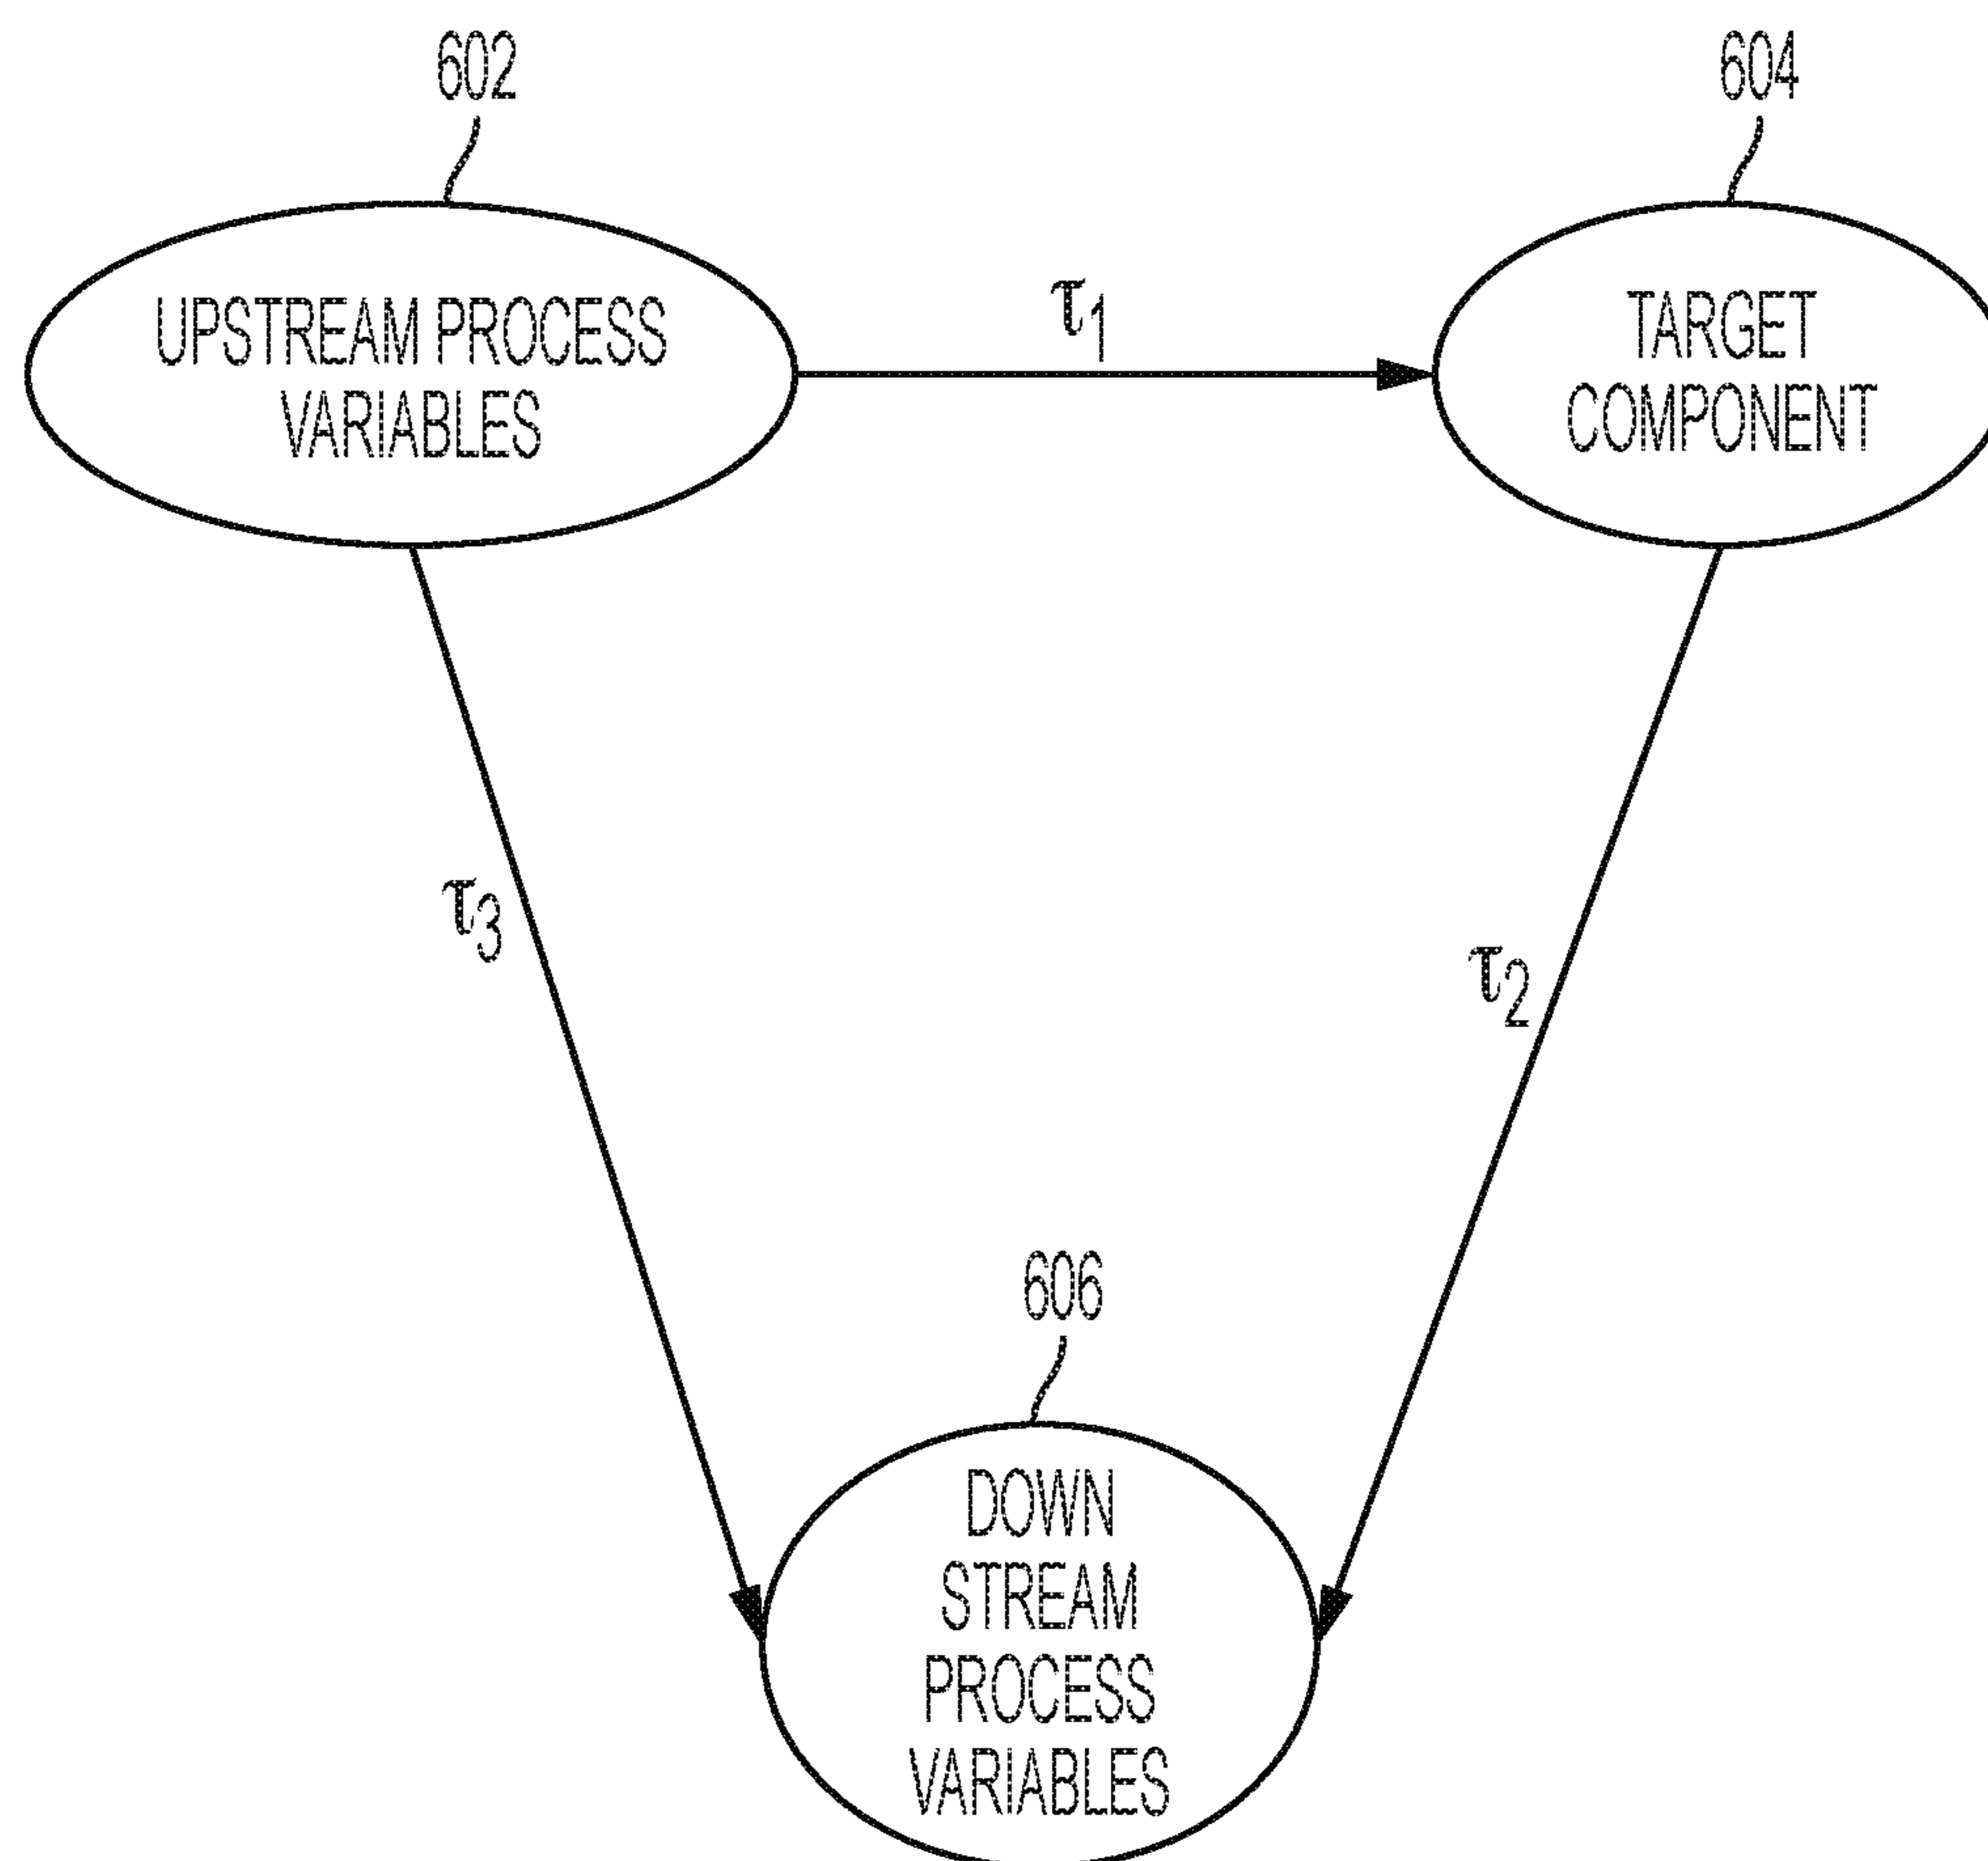 602
604
UPSTREAM PROCESS
VARIABLES
τ1
TARGET
COMPONENT
τ3
τ2
606
DOWN
STREAM
PROCESS
VARIABLES